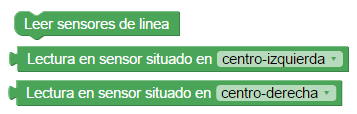 Leer sensores de linea
Lectura en sensor situado en centro-izquierda
Lectura en sensor situado en centro-derecha